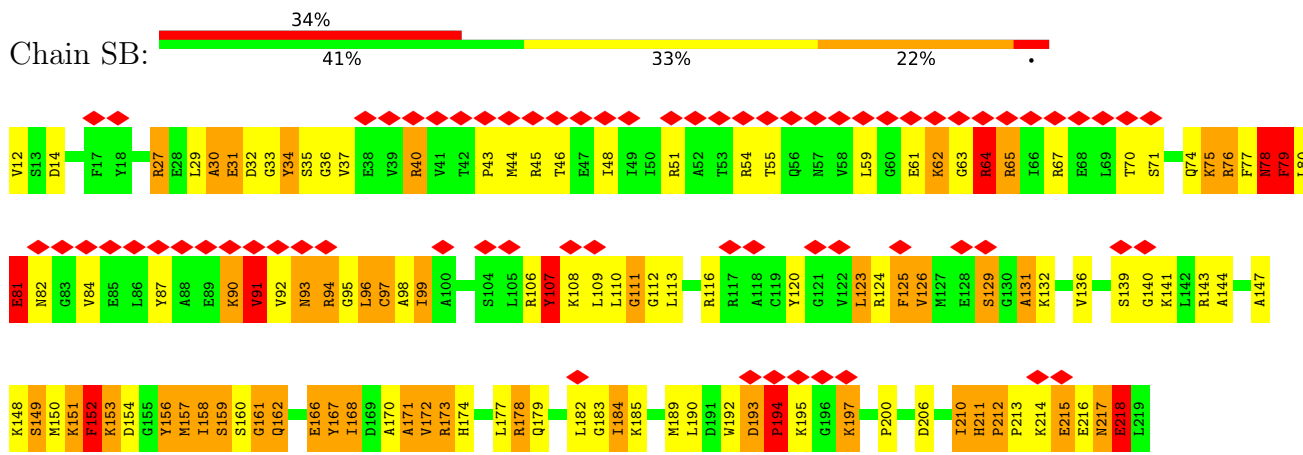 34%
Chain SB:
41% 33% 22% •
V12 S13 D14 F17 Y18 R27 E28 L29 A30 E31 D32 G33 Y34 S35 G36 V37 E38 V39 R40 V41 T42 P43 M44 R45 T46 E47 I48 I49 I50 R51 A52 T53 R54 T55 Q56 N57 V58 L59 G60 E61 K62 G63 R64 R65 I66 R67 E68 L69 T70 S71 Q74 K75 R76 F77 N78 F79 L80
E81 N82 G83 V84 E85 L86 Y87 A88 E89 K90 V91 V92 N93 R94 G95 L96 C97 A98 I99 A100 S104 L105 R106 Y107 K108 L109 L110 G111 G112 L113 R116 R117 A118 C119 Y120 G121 V122 L123 R124 F125 V126 M127 E128 S129 G130 A131 K132 V136 S139 G140 K141 L142 R143 A144 A147
K148 S149 M150 K151 F152 K153 D154 G155 Y156 M157 I158 S159 S160 G161 Q162 E166 Y167 I168 D169 A170 A171 V172 R173 H174 L177 R178 Q179 L182 G183 I184 K185 M189 L190 D191 W192 D193 P194 K195 G196 K197 P200 D206 I210 H211 P212 P213 K214 E215 E216 N217 E218 L219